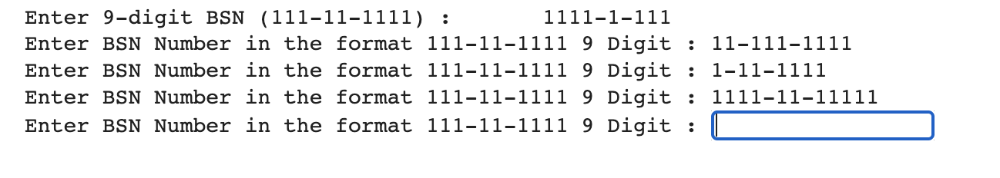 Enter 9-digit BSN (111-11-1111) :       1111-1-111
Enter BSN Number in the format 111-11-1111 9 Digit : 11-111-1111
Enter BSN Number in the format 111-11-1111 9 Digit : 1-11-1111
Enter BSN Number in the format 111-11-1111 9 Digit : 1111-11-11111
Enter BSN Number in the format 111-11-1111 9 Digit :